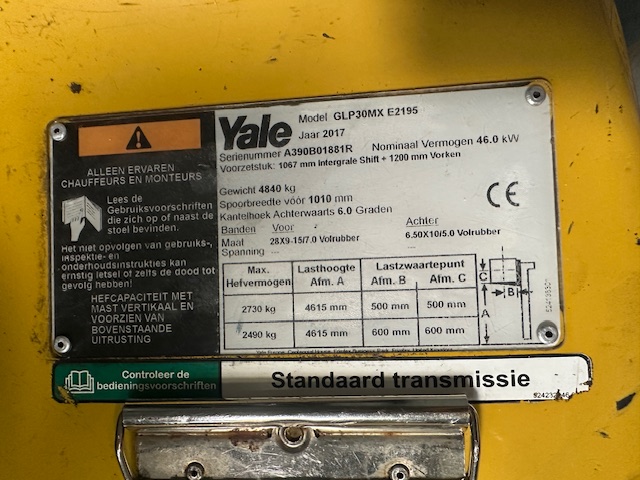 Yale
Model GLP30MX E2195
Jaar 2017
Serienummer A390B01881R Nominaal Vermogen 46.0 kW
Voorzetstuk: 1067 mm Intergrale Shift + 1200 mm Vorken
Gewicht 4840 kg
Spoorbreedte vóór 1010 mm
Kantelhoek Achterwaarts 6.0 Graden
CE
Banden Voor Achter
Maat 28X9-15/7.0 Volrubber 6.50X10/5.0 Volrubber
Spanning --- ---
Max. Hefvermogen Lasthoogte Afm. A Lastzwaartepunt Afm. B Afm. C
2730 kg 4615 mm 500 mm 500 mm
2490 kg 4615 mm 600 mm 600 mm
C
B
A
ALLEEN ERVAREN
CHAUFFEURS EN MONTEURS
Lees de
Gebruiksvoorschriften
die zich op of naast de
stoel bevinden.
Het niet opvolgen van gebruiks-,
inspektie- en
onderhoudsinstrukties kan
ernstig letsel of zelfs de dood tot
gevolg hebben!
HEFCAPACITEIT MET
MAST VERTIKAAL EN
VOORZIEN VAN
BOVENSTAANDE
UITRUSTING
Controleer de
bedieningsvoorschriften
Standaard transmissie